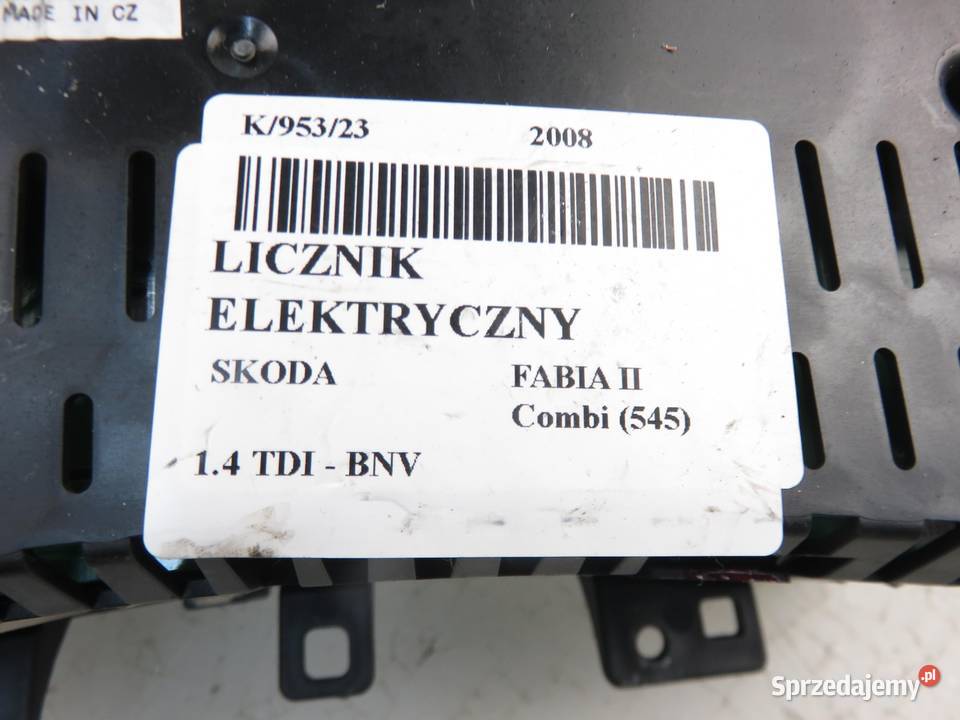 MADE IN CZ
K/953/23 2008
LICZNIK
ELEKTRYCZNY
SKODA FABIA II
Combi (545)
1.4 TDI - BNV
Sprzedajemy.pl